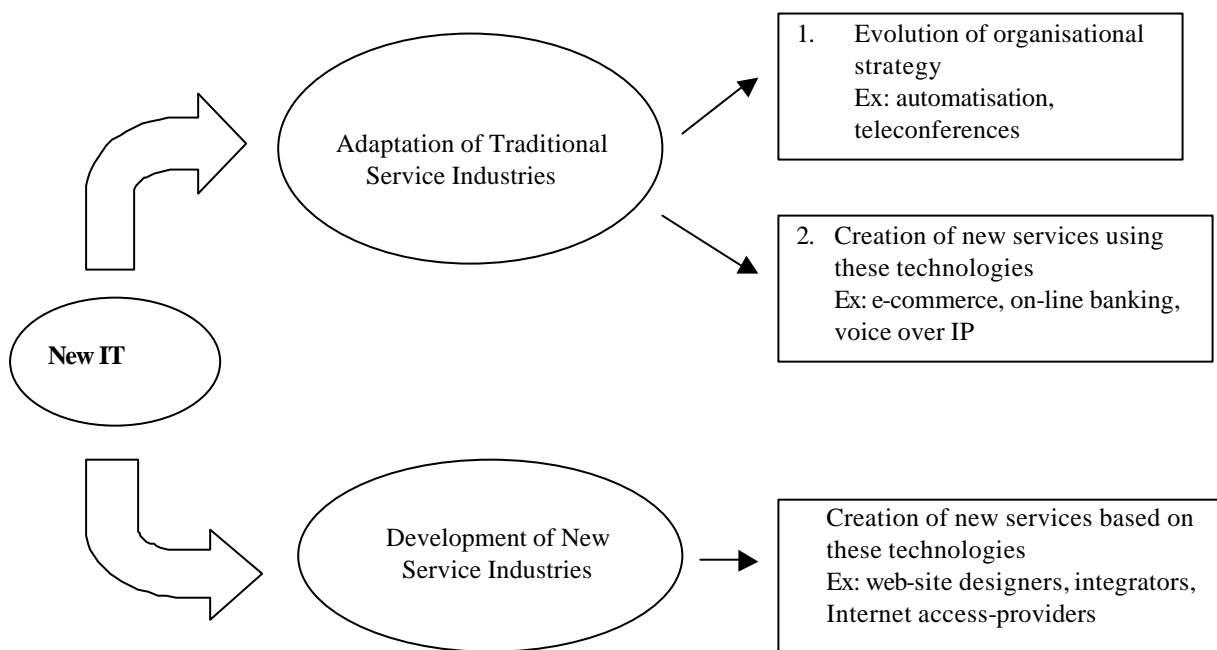 1. Evolution of organisational
strategy
Ex: automatisation,
teleconferences
Adaptation of Traditional
Service Industries
2. Creation of new services using
these technologies
Ex: e-commerce, on-line banking,
voice over IP
New IT
Development of New
Service Industries
Creation of new services based on
these technologies
Ex: web-site designers, integrators,
Internet access-providers